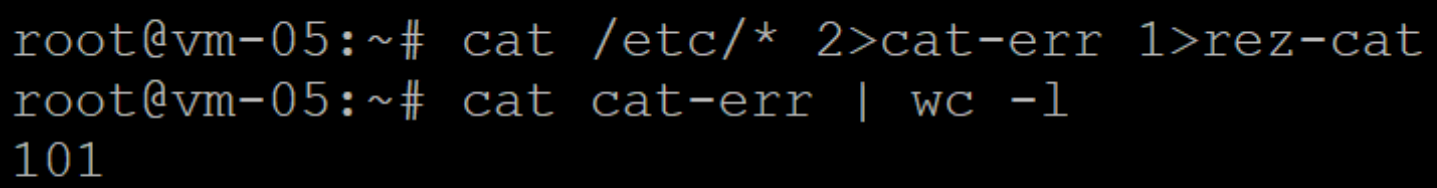 root@vm-05:~# cat /etc/* 2>cat-err 1>rez-cat
root@vm-05:~# cat cat-err | wc -l
101